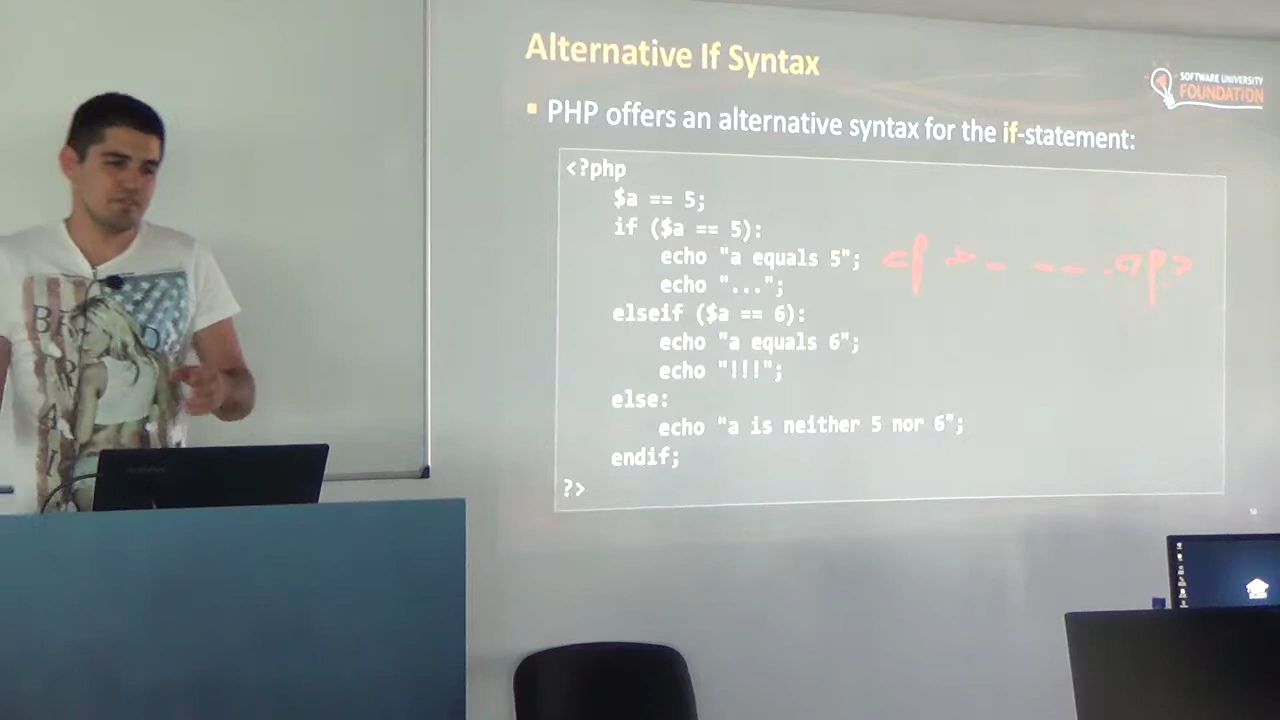 Alternative If Syntax
SOFTWARE UNIVERSITY
FOUNDATION
PHP offers an alternative syntax for the if-statement:
<?php
$a == 5;
if ($a == 5):
echo "a equals 5"; <p>- - - -.<p>
echo "...";
elseif ($a == 6):
echo "a equals 6";
echo "!!!";
else:
echo "a is neither 5 nor 6";
endif;
?>